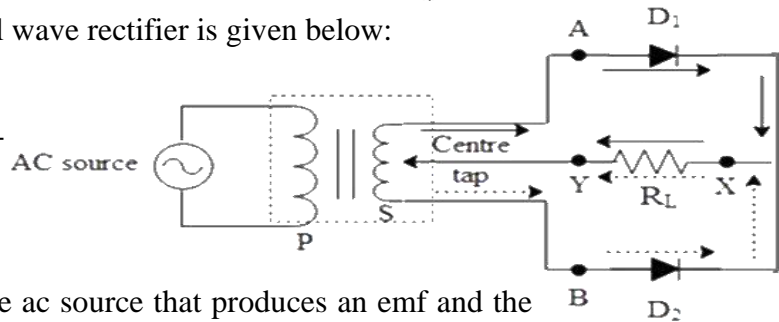 l wave rectifier is given below:
A
D1
AC source
Centre
tap
Y
RL
X
S
P
e ac source that produces an emf and the
B
D2